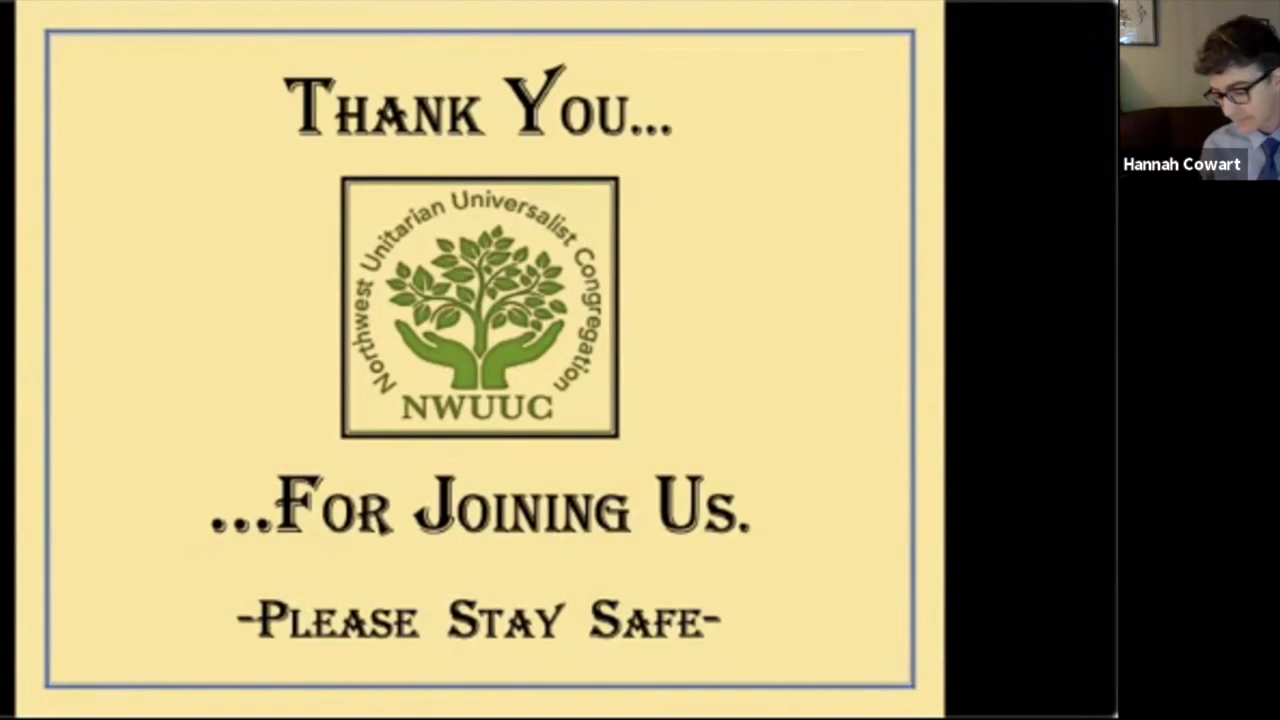 Thank You...
Northwest Unitarian Universalist Congregation
NWUUC
...For Joining Us.
-Please Stay Safe-
Hannah Cowart